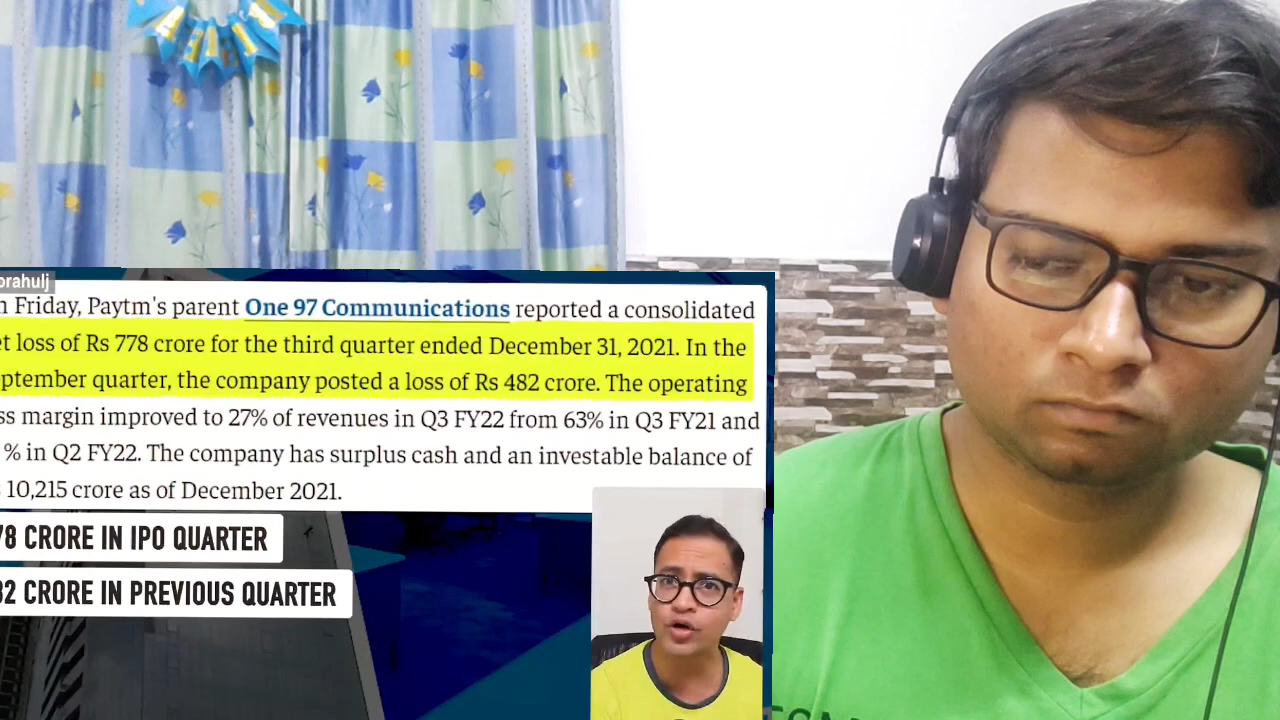 orahulj
Friday, Paytm's parent One 97 Communications reported a consolidated
loss of Rs 778 crore for the third quarter ended December 31, 2021. In the
eptember quarter, the company posted a loss of Rs 482 crore. The operating
ss margin improved to 27% of revenues in Q3 FY22 from 63% in Q3 FY21 and
% in Q2 FY22. The company has surplus cash and an investable balance of
10,215 crore as of December 2021.
78 CRORE IN IPO QUARTER
82 CRORE IN PREVIOUS QUARTER